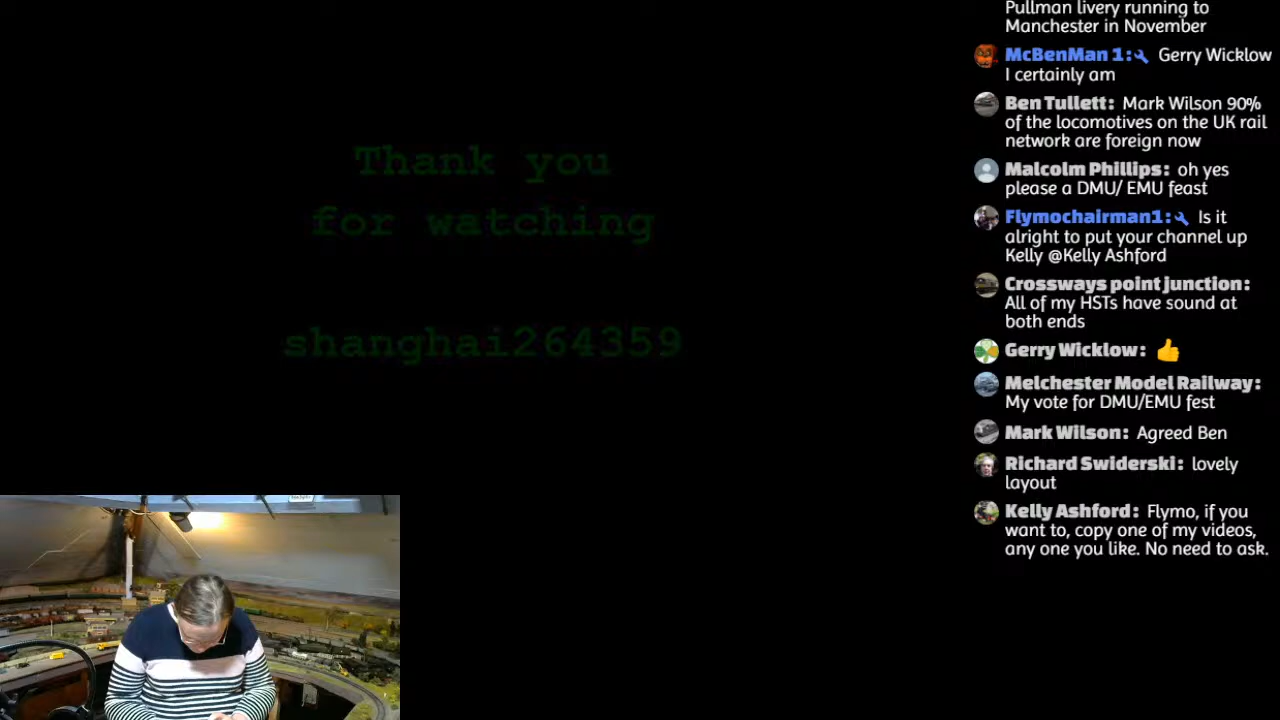 Thank you
for watching
shanghai264359
Pullman livery running to
Manchester in November
McBenMan 1: Gerry Wicklow
I certainly am
Ben Tullett: Mark Wilson 90%
of the locomotives on the UK rail
network are foreign now
Malcolm Phillips: oh yes
please a DMU/ EMU feast
Flymochairman1: Is it
alright to put your channel up
Kelly @Kelly Ashford
Crossways point junction:
All of my HSTs have sound at
both ends
Gerry Wicklow: 👍
Melchester Model Railway:
My vote for DMU/EMU fest
Mark Wilson: Agreed Ben
Richard Swiderski: lovely
layout
Kelly Ashford: Flymo, if you
want to, copy one of my videos,
any one you like. No need to ask.